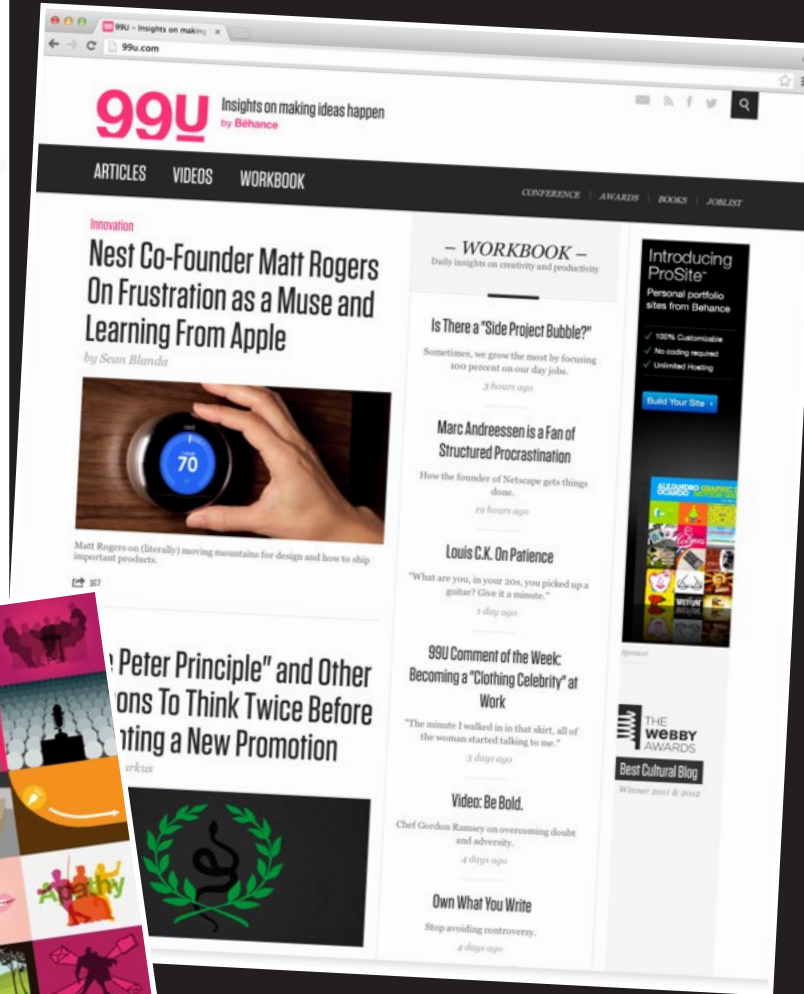 99U - Insights on making
99u.com
99U
Insights on making ideas happen
by Behance
ARTICLES VIDEOS WORKBOOK
CONFERENCE | AWARDS | BOOKS | JOBLIST
Innovation
Nest Co-Founder Matt Rogers
On Frustration as a Muse and
Learning From Apple
by Sean Blanda
nest
70
Matt Rogers on (literally) moving mountains for design and how to ship
important products.
Peter Principle" and Other
ons To Think Twice Before
pting a New Promotion
urkus
– WORKBOOK –
Daily insights on creativity and productivity
Is There a "Side Project Bubble?"
Sometimes, we grow the most by focusing
100 percent on our day jobs.
3 hours ago
Marc Andreessen is a Fan of
Structured Procrastination
How the founder of Netscape gets things
done.
19 hours ago
Louis C.K. On Patience
"What are you, in your 20s, you picked up a
guitar? Give it a minute."
1 day ago
99U Comment of the Week:
Becoming a "Clothing Celebrity" at
Work
"The minute I walked in in that skirt, all of
the woman started talking to me."
3 days ago
Video: Be Bold.
Chef Gordon Ramsey on overcoming doubt
and adversity.
4 days ago
Own What You Write
Stop avoiding controversy.
4 days ago
Introducing
ProSite™
Personal portfolio
sites from Behance
✓ 100% Customizable
✓ No coding required
✓ Unlimited Hosting
Build Your Site
ALEJANDRO GRAPHIC
OCANDO MOTION
Sponsor
THE
WEBBY
AWARDS
Best Cultural Blog
Winner 2011 & 2012
Apathy